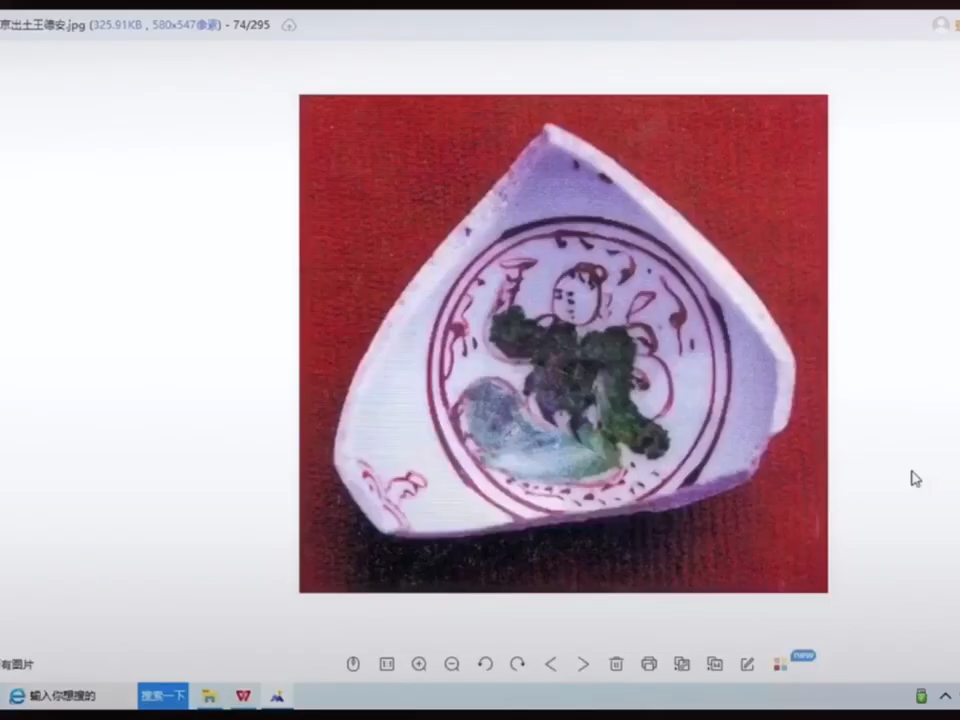 京出土王德安.jpg (325.91KB , 580x547像素) - 74/295
有图片
new
输入你想搜的
搜索一下